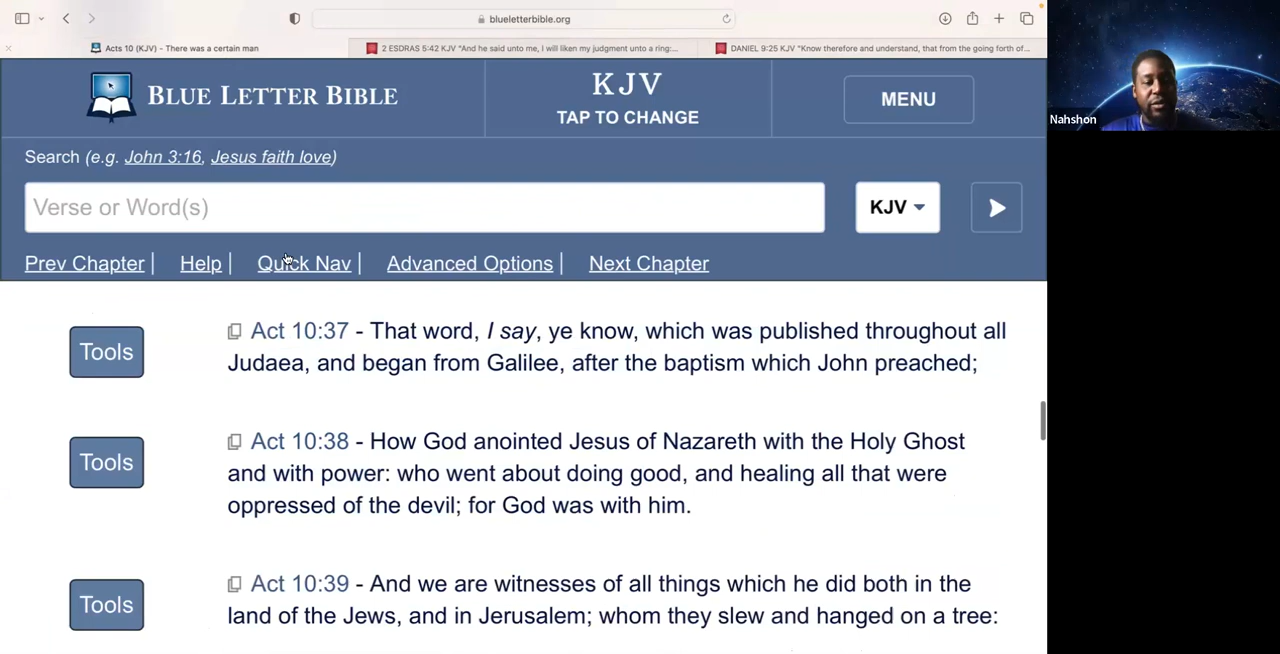 blueletterbible.org
Acts 10 (KJV) - There was a certain man
2 ESDRAS 5:42 KJV "And he said unto me, I will liken my judgment unto a ring:...
DANIEL 9:25 KJV "Know therefore and understand, that from the going forth of...
BLUE LETTER BIBLE
KJV
TAP TO CHANGE
MENU
Nahshon
Search (e.g. John 3:16, Jesus faith love)
Verse or Word(s)
KJV
Prev Chapter |
Help |
Quick Nav |
Advanced Options |
Next Chapter
Tools
Act 10:37 - That word, I say, ye know, which was published throughout all
Judaea, and began from Galilee, after the baptism which John preached;
Tools
Act 10:38 - How God anointed Jesus of Nazareth with the Holy Ghost
and with power: who went about doing good, and healing all that were
oppressed of the devil; for God was with him.
Tools
Act 10:39 - And we are witnesses of all things which he did both in the
land of the Jews, and in Jerusalem; whom they slew and hanged on a tree: